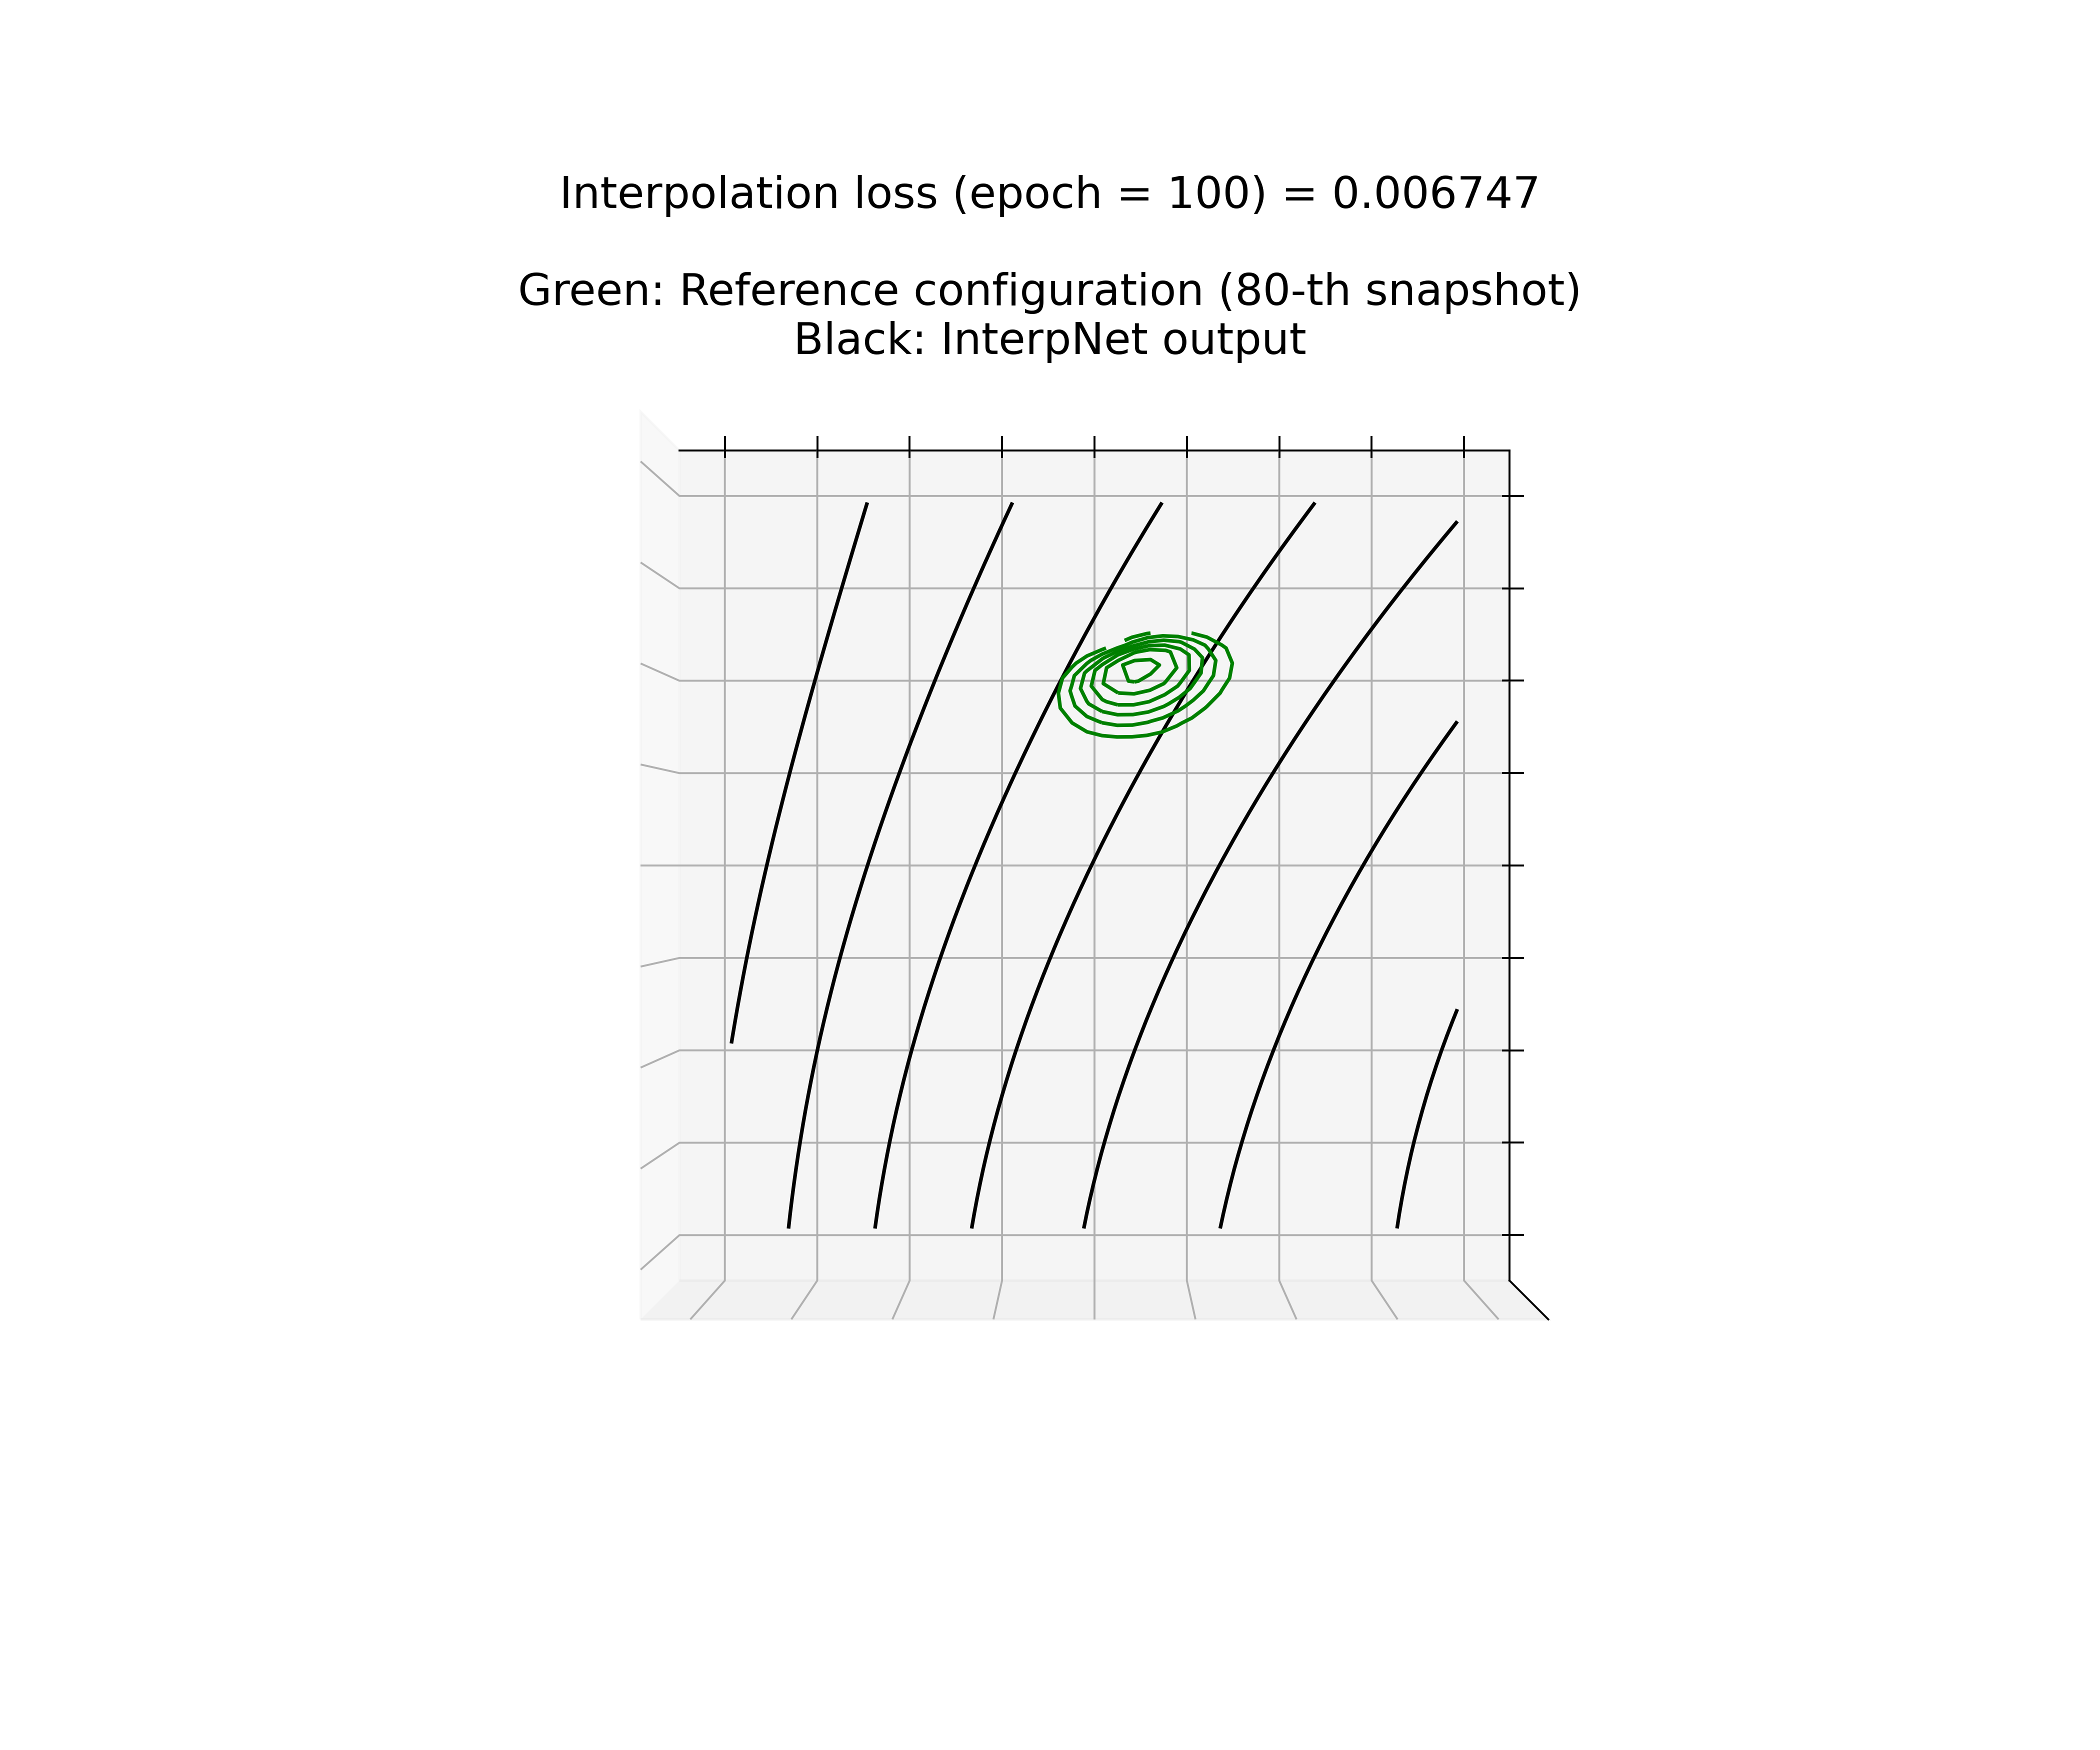 Interpolation loss (epoch = 100) = 0.006747
Green: Reference configuration (80-th snapshot)
Black: InterpNet output